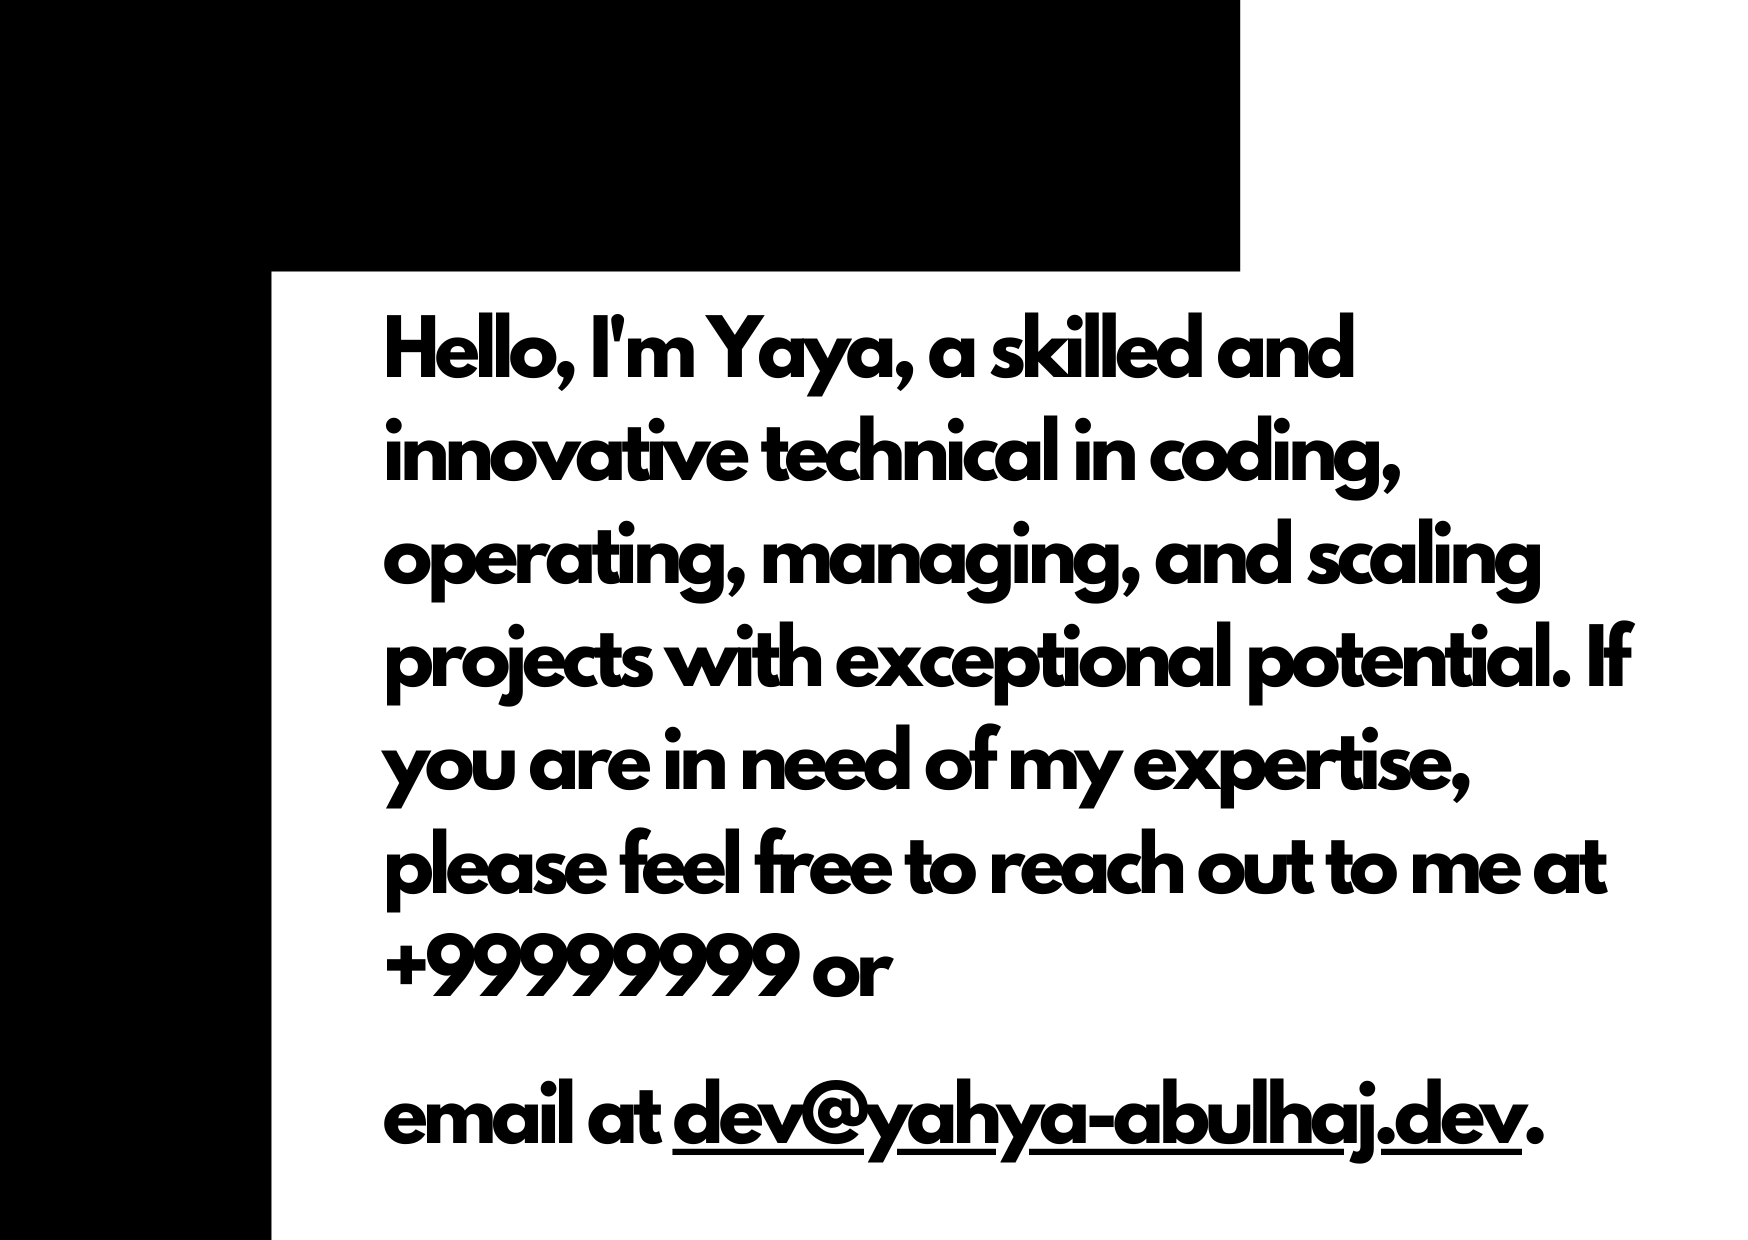 Hello, I'm Yaya, a skilled and
innovative technical in coding,
operating, managing, and scaling
projects with exceptional potential. If
you are in need of my expertise,
please feel free to reach out to me at
+99999999 or
email at dev@yahya-abulhaj.dev.